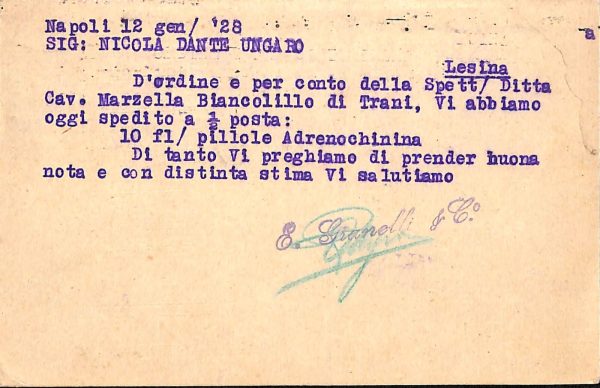 Napoli 12 gen/ '28
a
SIG: NICOLA DANTE UNGARO
Lesina
D'ordine e per conto della Spett/ Ditta
Cav. Marzella Biancolillo di Trani, Vi abbiamo
oggi spedito a ½ posta:
10 fl/ pillole Adrenochinina
Di tanto Vi preghiamo di prender buona
nota e con distinta stima Vi salutiamo
E. Granelli & C.º